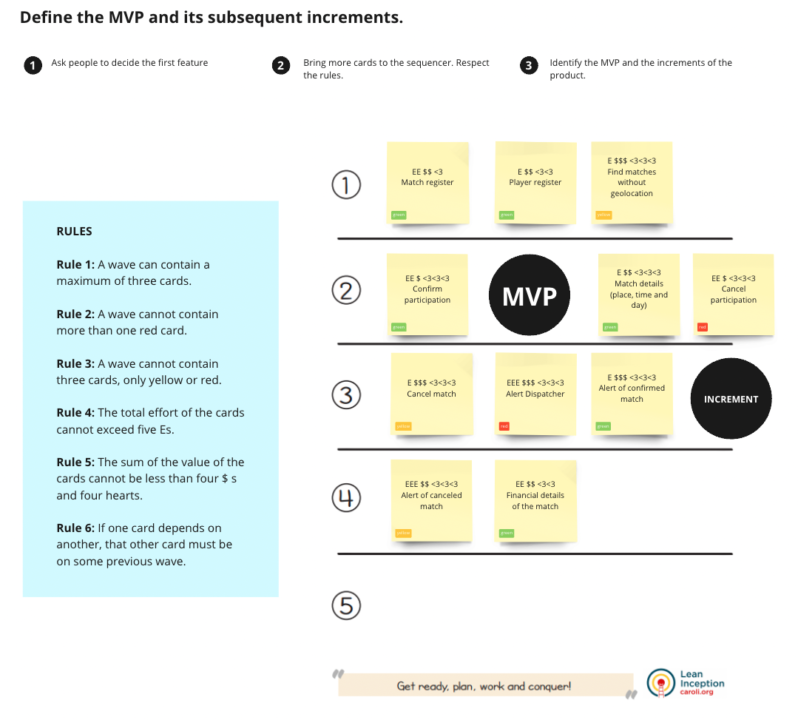 Define the MVP and its subsequent increments.
1
Ask people to decide the first feature
2
Bring more cards to the sequencer. Respect
the rules.
3
Identify the MVP and the increments of the
product.
RULES
Rule 1: A wave can contain a
maximum of three cards.
Rule 2: A wave cannot contain
more than one red card.
Rule 3: A wave cannot contain
three cards, only yellow or red.
Rule 4: The total effort of the cards
cannot exceed five Es.
Rule 5: The sum of the value of the
cards cannot be less than four $ s
and four hearts.
Rule 6: If one card depends on
another, that other card must be
on some previous wave.
1
EE $$ <3
Match register
green
E $$ <3<3
Player register
green
E $$$ <3<3<3
Find matches
without
geolocation
yellow
2
EE $ <3<3<3
Confirm
participation
green
MVP
E $$ <3<3<3
Match details
(place, time and
day)
green
EE $ <3<3<3
Cancel
participation
red
3
E $$$ <3<3<3
Cancel match
yellow
EEE $$$ <3<3<3
Alert Dispatcher
red
E $$$ <3<3<3
Alert of confirmed
match
green
INCREMENT
4
EEE $$ <3<3<3
Alert of canceled
match
yellow
EE $$ <3<3
Financial details
of the match
green
5
Get ready, plan, work and conquer!
Lean
Inception
caroli.org